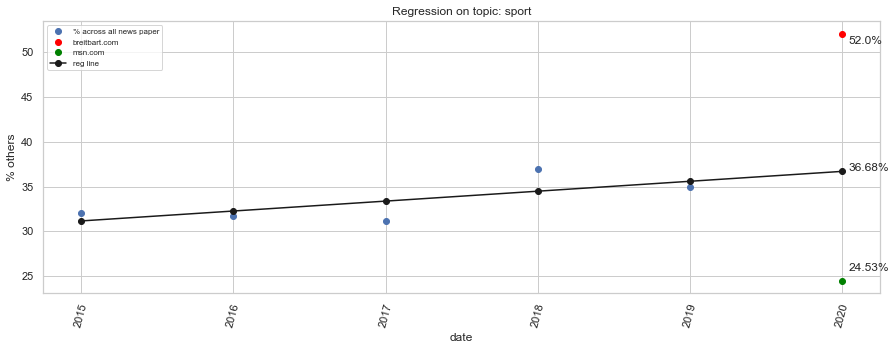 Regression on topic: sport
% across all news paper
breitbart.com
msn.com
reg line
52.0%
36.68%
24.53%
% others
50
45
40
35
30
25
2015
2016
2017
2018
2019
2020
date